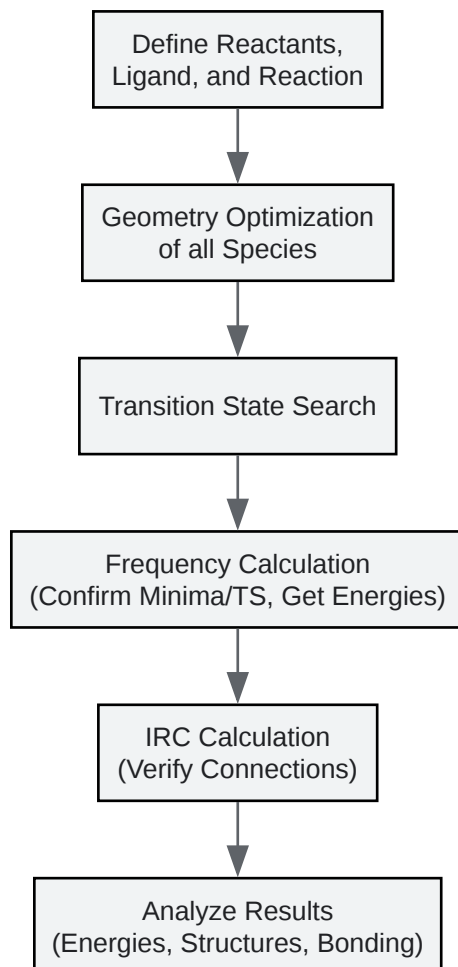 Define Reactants,
Ligand, and Reaction
Geometry Optimization
of all Species
Transition State Search
Frequency Calculation
(Confirm Minima/TS, Get Energies)
IRC Calculation
(Verify Connections)
Analyze Results
(Energies, Structures, Bonding)